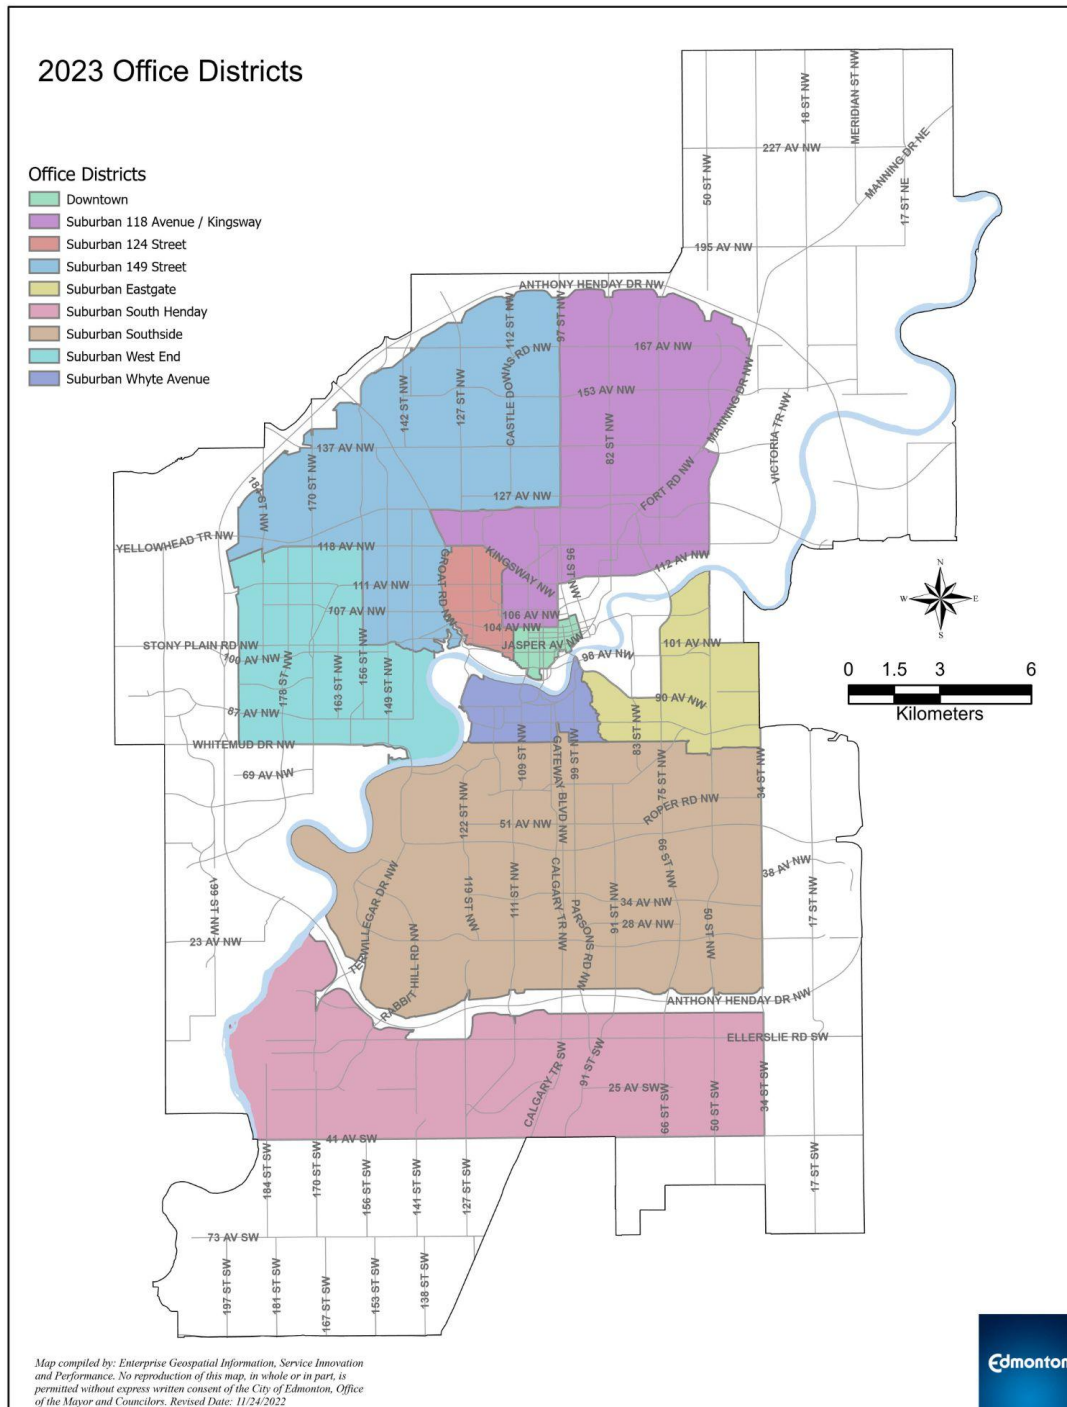 2023 Office Districts
Office Districts
Downtown
Suburban 118 Avenue / Kingsway
Suburban 124 Street
Suburban 149 Street
Suburban Eastgate
Suburban South Henday
Suburban Southside
Suburban West End
Suburban Whyte Avenue
50 ST NW
18 ST NW
MERIDIAN ST NW
227 AV NW
MANNING DR NE
17 ST NE
195 AV NW
ANTHONY HENDAY DR NW
112 ST NW
97 ST NW
CASTLE DOWNS RD NW
167 AV NW
142 ST NW
127 ST NW
153 AV NW
MANNING DR NW
VICTORIA TR NW
82 ST NW
137 AV NW
170 ST NW
184 ST NW
127 AV NW
FORT RD NW
YELLOWHEAD TR NW
118 AV NW
GROAT RD NW
KINGSWAY NW
95 ST NW
112 AV NW
111 AV NW
107 AV NW
106 AV NW
104 AV NW
STONY PLAIN RD NW
100 AV NW
JASPER AV NW
98 AV NW
101 AV NW
178 ST NW
163 ST NW
156 ST NW
149 ST NW
87 AV NW
90 AV NW
83 ST NW
WHITEMUD DR NW
69 AV NW
109 ST NW
GATEWAY BLVD NW
99 ST NW
75 ST NW
34 ST NW
122 ST NW
51 AV NW
ROPER RD NW
66 ST NW
38 AV NW
TERWILLEGAR DR NW
119 ST NW
111 ST NW
CALGARY TR NW
PARSONS RD NW
91 ST NW
34 AV NW
28 AV NW
50 ST NW
17 ST NW
199 ST NW
23 AV NW
RABBIT HILL RD NW
ANTHONY HENDAY DR NW
ELLERSLIE RD SW
CALGARY TR SW
91 ST SW
25 AV SW
66 ST SW
50 ST SW
34 ST SW
41 AV SW
184 ST SW
170 ST SW
156 ST SW
141 ST SW
127 ST SW
17 ST SW
73 AV SW
197 ST SW
181 ST SW
167 ST SW
153 ST SW
138 ST SW
N
W
E
S
0 1.5 3 6
Kilometers
Map compiled by: Enterprise Geospatial Information, Service Innovation
and Performance. No reproduction of this map, in whole or in part, is
permitted without express written consent of the City of Edmonton, Office
of the Mayor and Councilors. Revised Date: 11/24/2022
Edmonton